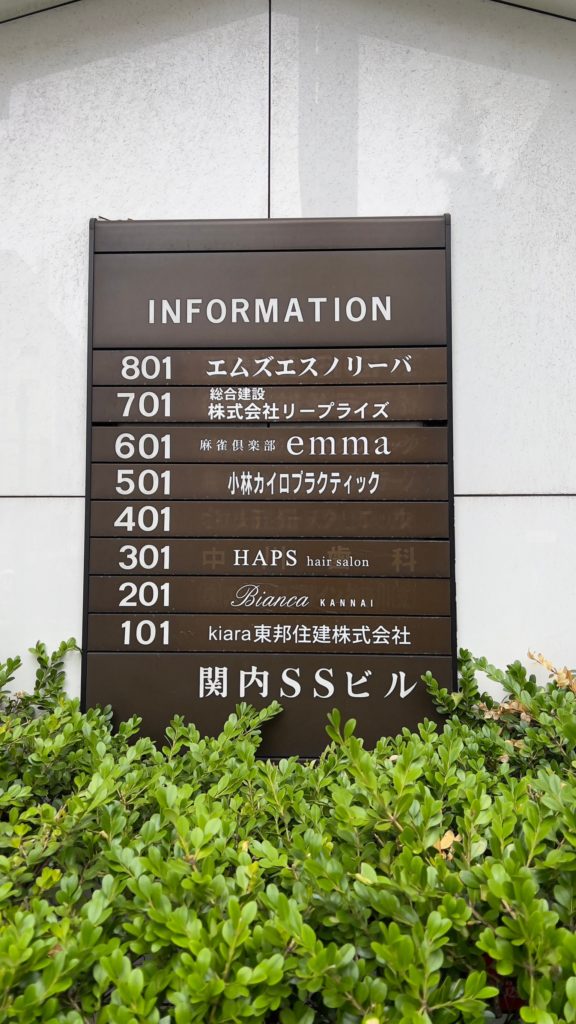 INFORMATION
801 エムズエスノリーバ
701 総合建設
株式会社リープライズ
601 麻雀倶楽部 emma
501 小林カイロプラクティック
401
301 HAPS hair salon
201 Bianca KANNAI
101 kiara東邦住建株式会社
関内SSビル